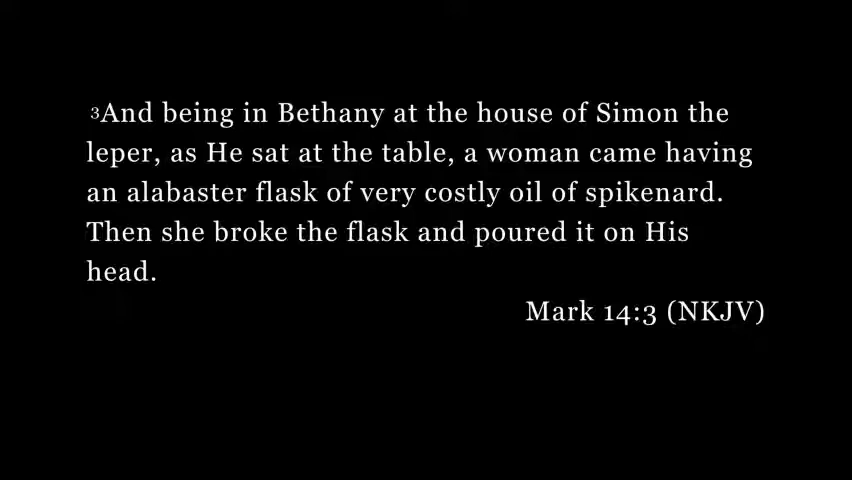 3And being in Bethany at the house of Simon the
leper, as He sat at the table, a woman came having
an alabaster flask of very costly oil of spikenard.
Then she broke the flask and poured it on His
head.
Mark 14:3 (NKJV)